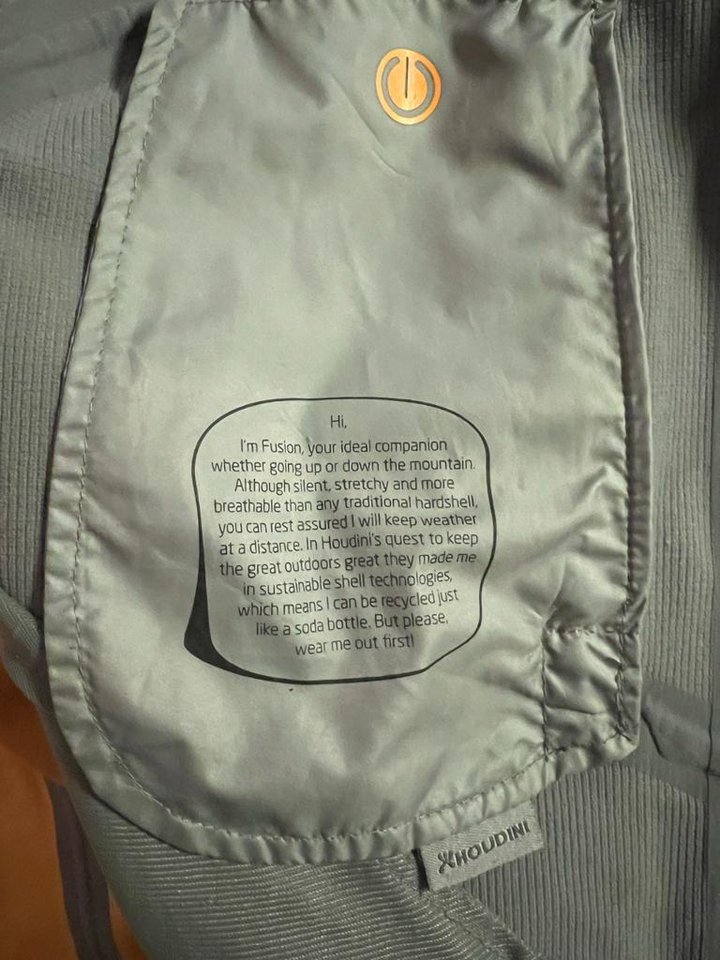 Hi,
I'm Fusion, your ideal companion
whether going up or down the mountain.
Although silent, stretchy and more
breathable than any traditional hardshell,
you can rest assured I will keep weather
at a distance. In Houdini's quest to keep
the great outdoors great they made me
in sustainable shell technologies,
which means I can be recycled just
like a soda bottle. But please,
wear me out first!
HOUDINI